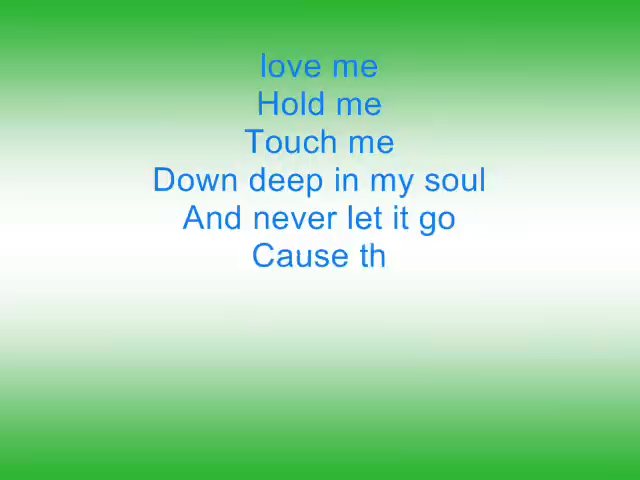 love me
Hold me
Touch me
Down deep in my soul
And never let it go
Cause th